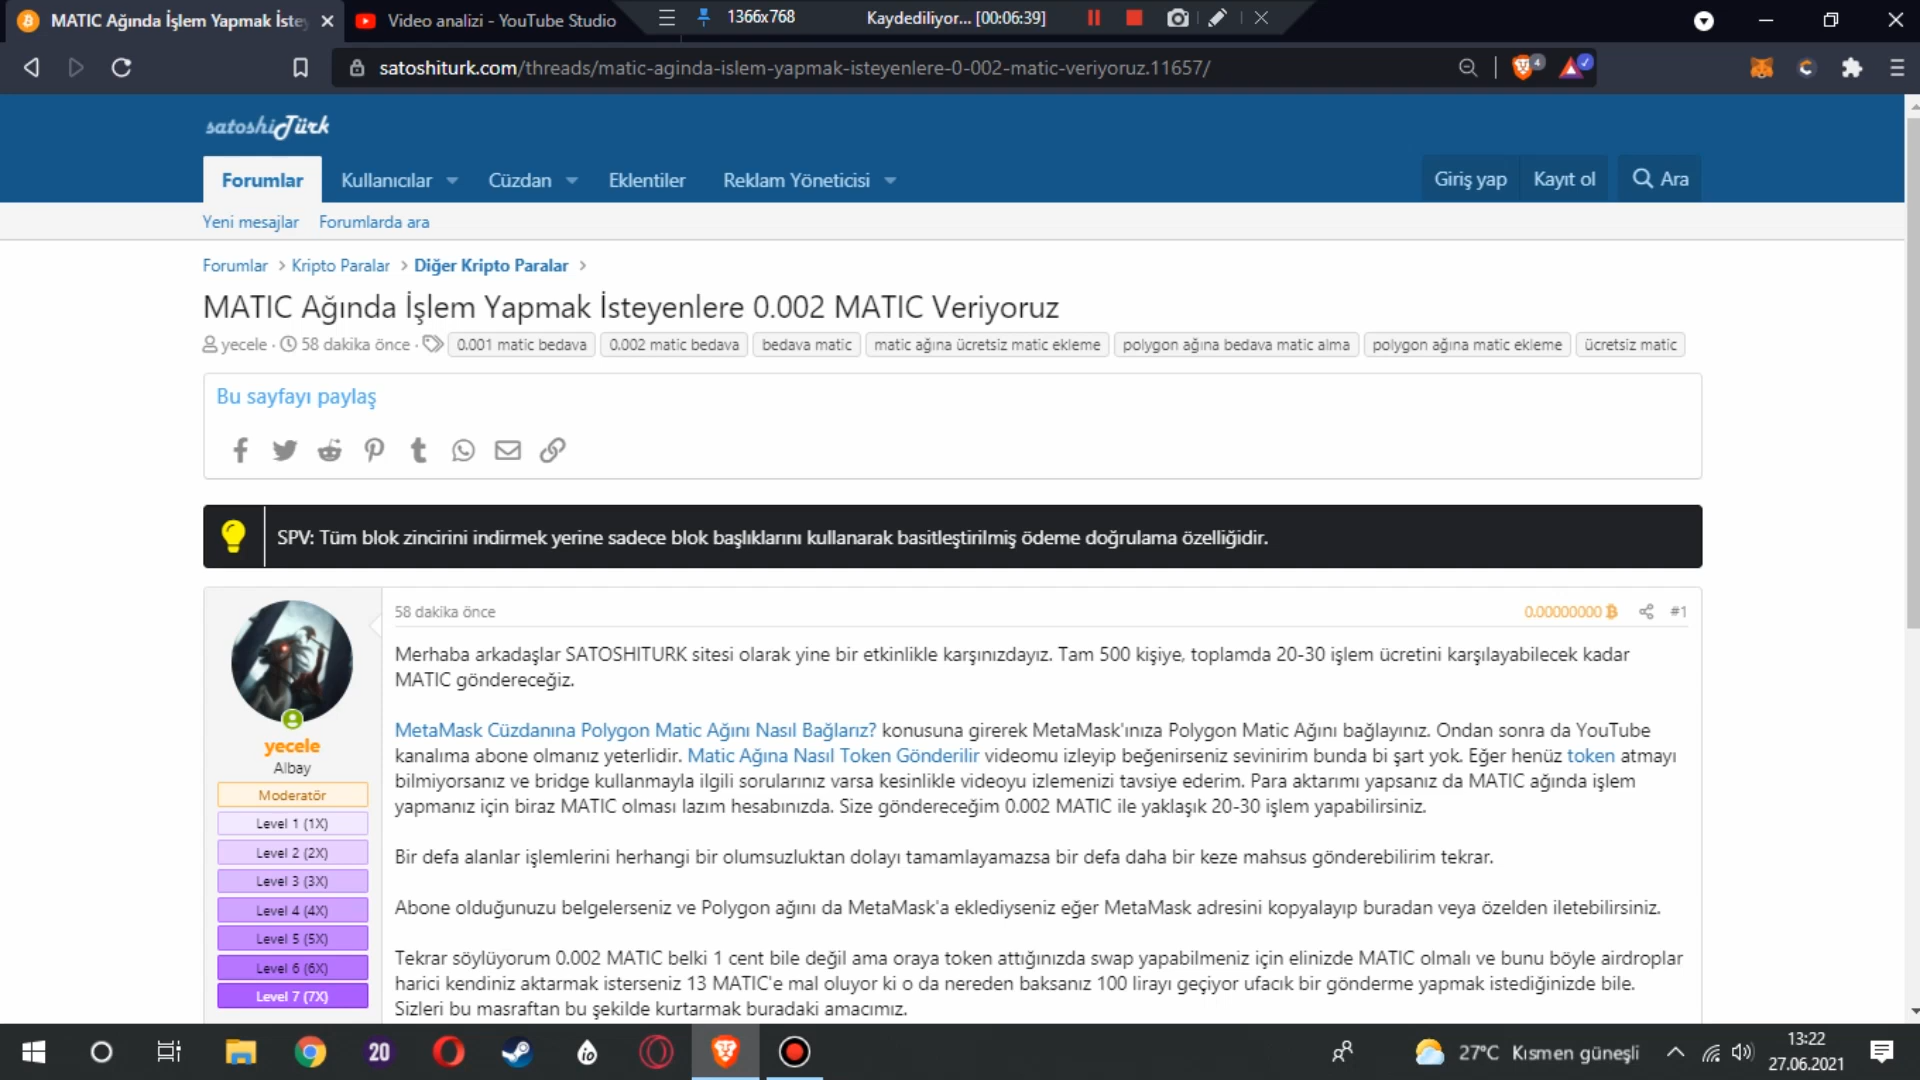 MATIC Ağında İşlem Yapmak İste
Video analizi - YouTube Studio
1366x768
Kaydediliyor... [00:06:39]
satoshiturk.com/threads/matic-aginda-islem-yapmak-isteyenlere-0-002-matic-veriyoruz.11657/
4
satoshiTürk
Forumlar
Kullanıcılar
Cüzdan
Eklentiler
Reklam Yöneticisi
Giriş yap
Kayıt ol
Ara
Yeni mesajlar
Forumlarda ara
Forumlar > Kripto Paralar > Diğer Kripto Paralar >
MATIC Ağında İşlem Yapmak İsteyenlere 0.002 MATIC Veriyoruz
yecele · 58 dakika önce · 0.001 matic bedava 0.002 matic bedava bedava matic matic ağına ücretsiz matic ekleme polygon ağına bedava matic alma polygon ağına matic ekleme ücretsiz matic
Bu sayfayı paylaş
SPV: Tüm blok zincirini indirmek yerine sadece blok başlıklarını kullanarak basitleştirilmiş ödeme doğrulama özelliğidir.
yecele
Albay
Moderatör
Level 1 (1X)
Level 2 (2X)
Level 3 (3X)
Level 4 (4X)
Level 5 (5X)
Level 6 (6X)
Level 7 (7X)
58 dakika önce
0.00000000
#1
Merhaba arkadaşlar SATOSHITURK sitesi olarak yine bir etkinlikle karşınızdayız. Tam 500 kişiye, toplamda 20-30 işlem ücretini karşılayabilecek kadar
MATIC göndereceğiz.
MetaMask Cüzdanına Polygon Matic Ağını Nasıl Bağlarız? konusuna girerek MetaMask'ınıza Polygon Matic Ağını bağlayınız. Ondan sonra da YouTube
kanalıma abone olmanız yeterlidir. Matic Ağına Nasıl Token Gönderilir videomu izleyip beğenirseniz sevinirim bunda bi şart yok. Eğer henüz token atmayı
bilmiyorsanız ve bridge kullanmayla ilgili sorularınız varsa kesinlikle videoyu izlemenizi tavsiye ederim. Para aktarımı yapsanız da MATIC ağında işlem
yapmanız için biraz MATIC olması lazım hesabınızda. Size göndereceğim 0.002 MATIC ile yaklaşık 20-30 işlem yapabilirsiniz.
Bir defa alanlar işlemlerini herhangi bir olumsuzluktan dolayı tamamlayamazsa bir defa daha bir keze mahsus gönderebilirim tekrar.
Abone olduğunuzu belgelerseniz ve Polygon ağını da MetaMask'a eklediyseniz eğer MetaMask adresini kopyalayıp buradan veya özelden iletebilirsiniz.
Tekrar söylüyorum 0.002 MATIC belki 1 cent bile değil ama oraya token attığınızda swap yapabilmeniz için elinizde MATIC olmalı ve bunu böyle airdroplar
harici kendiniz aktarmak isterseniz 13 MATIC'e mal oluyor ki o da nereden baksanız 100 lirayı geçiyor ufacık bir gönderme yapmak istediğinizde bile.
Sizleri bu masraftan bu şekilde kurtarmak buradaki amacımız.
20
io
27°C Kısmen güneşli
13:22
27.06.2021